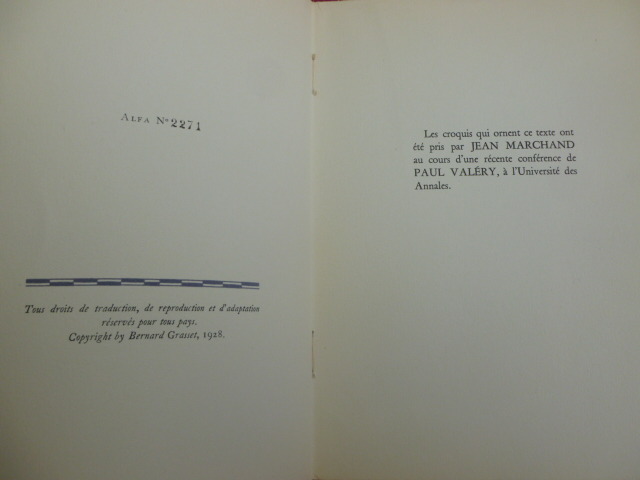 ALFA N° 2271
Tous droits de traduction, de reproduction et d'adaptation
réservés pour tous pays.
Copyright by Bernard Grasset, 1928.
Les croquis qui ornent ce texte ont
été pris par JEAN MARCHAND
au cours d'une récente conférence de
PAUL VALÉRY, à l'Université des
Annales.